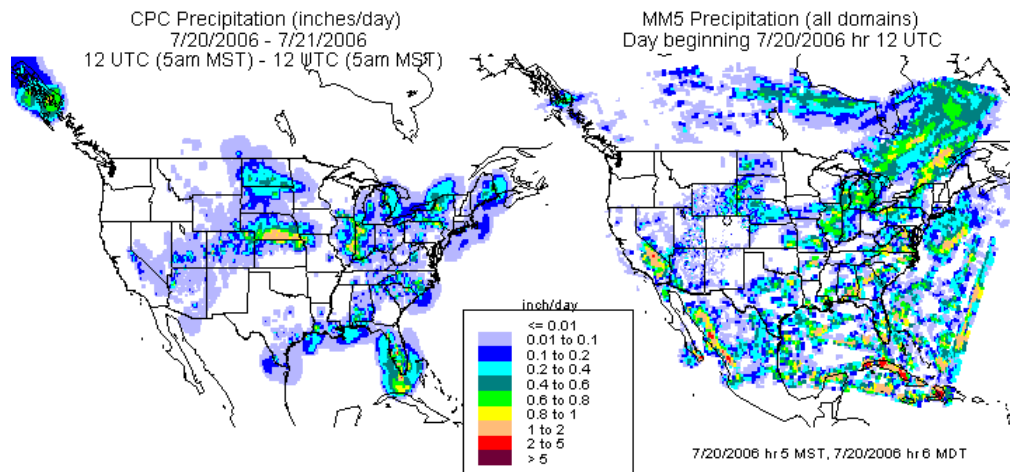 CPC Precipitation (inches/day)
7/20/2006 - 7/21/2006
12 UTC (5am MST) - 12 UTC (5am MST)
MM5 Precipitation (all domains)
Day beginning 7/20/2006 hr 12 UTC
inch/day
<= 0.01
0.01 to 0.1
0.1 to 0.2
0.2 to 0.4
0.4 to 0.6
0.6 to 0.8
0.8 to 1
1 to 2
2 to 5
> 5
7/20/2006 hr 5 MST, 7/20/2006 hr 6 MDT